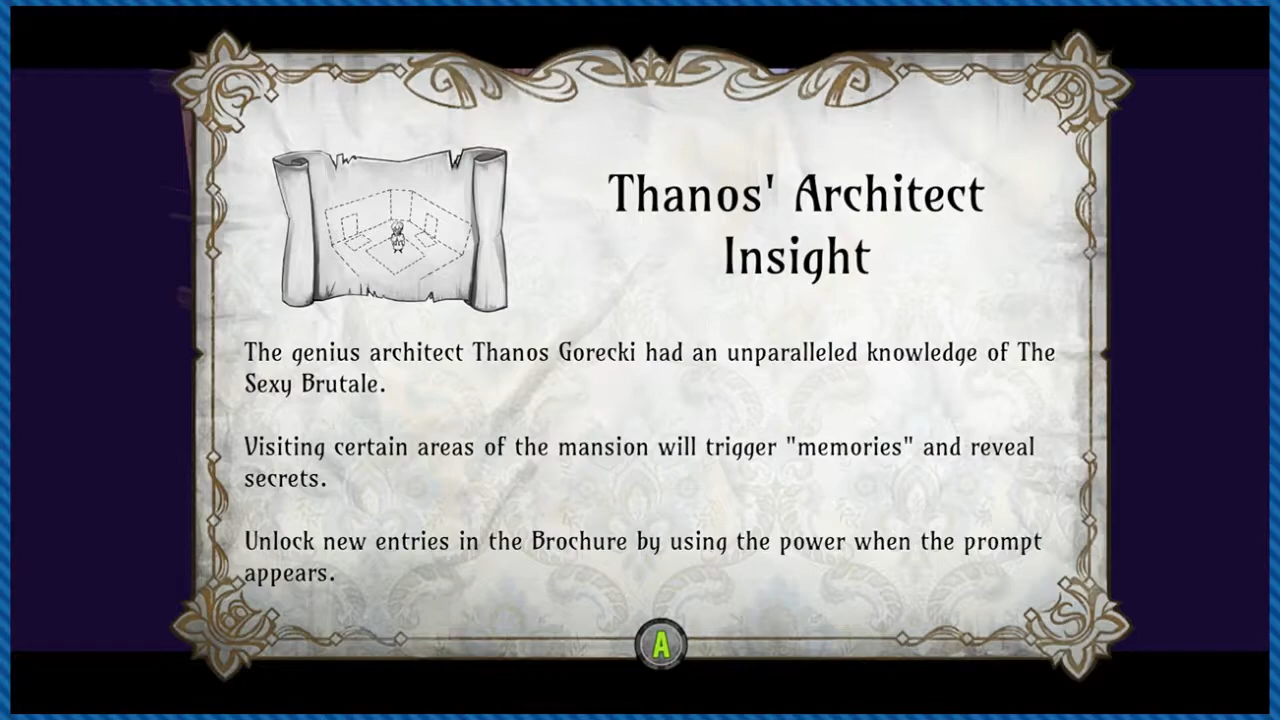 Thanos' Architect
Insight
The genius architect Thanos Gorecki had an unparalleled knowledge of The
Sexy Brutale.
Visiting certain areas of the mansion will trigger "memories" and reveal
secrets.
Unlock new entries in the Brochure by using the power when the prompt
appears.
A